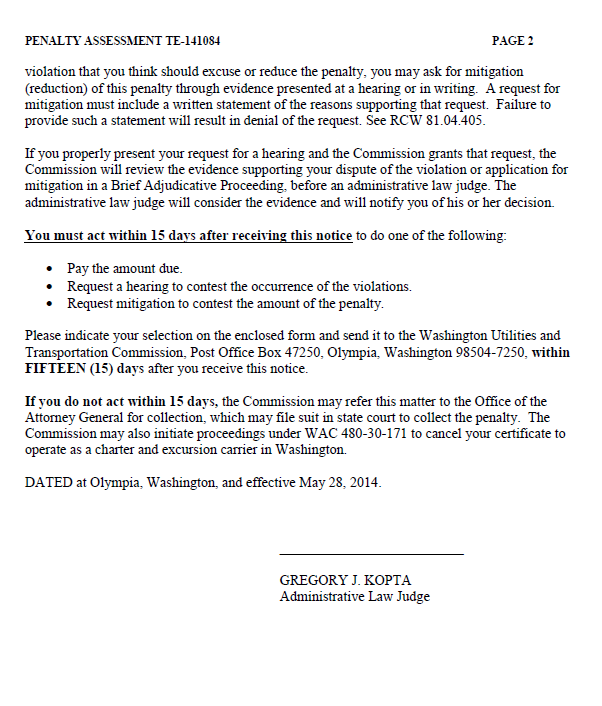 PENALTY ASSESSMENT TE-141084 PAGE 2
violation that you think should excuse or reduce the penalty, you may ask for mitigation
(reduction) of this penalty through evidence presented at a hearing or in writing. A request for
mitigation must include a written statement of the reasons supporting that request. Failure to
provide such a statement will result in denial of the request. See RCW 81.04.405.
If you properly present your request for a hearing and the Commission grants that request, the
Commission will review the evidence supporting your dispute of the violation or application for
mitigation in a Brief Adjudicative Proceeding, before an administrative law judge. The
administrative law judge will consider the evidence and will notify you of his or her decision.
You must act within 15 days after receiving this notice to do one of the following:
• Pay the amount due.
• Request a hearing to contest the occurrence of the violations.
• Request mitigation to contest the amount of the penalty.
Please indicate your selection on the enclosed form and send it to the Washington Utilities and
Transportation Commission, Post Office Box 47250, Olympia, Washington 98504-7250, within
FIFTEEN (15) days after you receive this notice.
If you do not act within 15 days, the Commission may refer this matter to the Office of the
Attorney General for collection, which may file suit in state court to collect the penalty. The
Commission may also initiate proceedings under WAC 480-30-171 to cancel your certificate to
operate as a charter and excursion carrier in Washington.
DATED at Olympia, Washington, and effective May 28, 2014.
GREGORY J. KOPTA
Administrative Law Judge